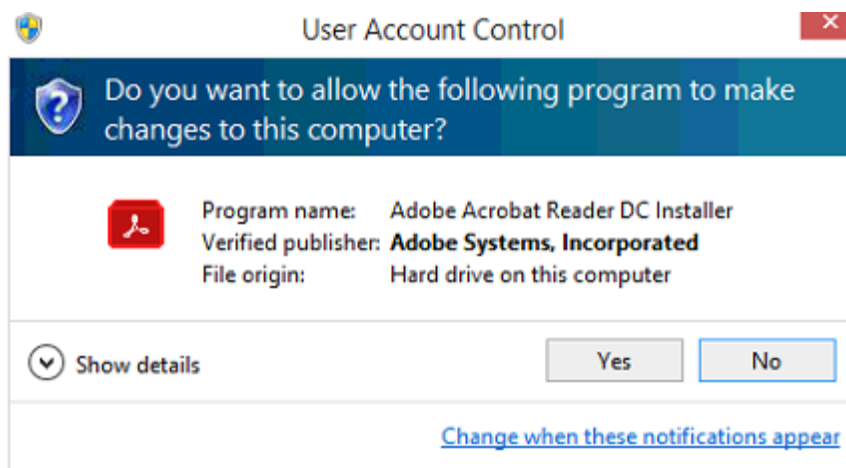 User Account Control
Do you want to allow the following program to make
changes to this computer?
Program name: Adobe Acrobat Reader DC Installer
Verified publisher: Adobe Systems, Incorporated
File origin: Hard drive on this computer
Show details
Yes
No
Change when these notifications appear